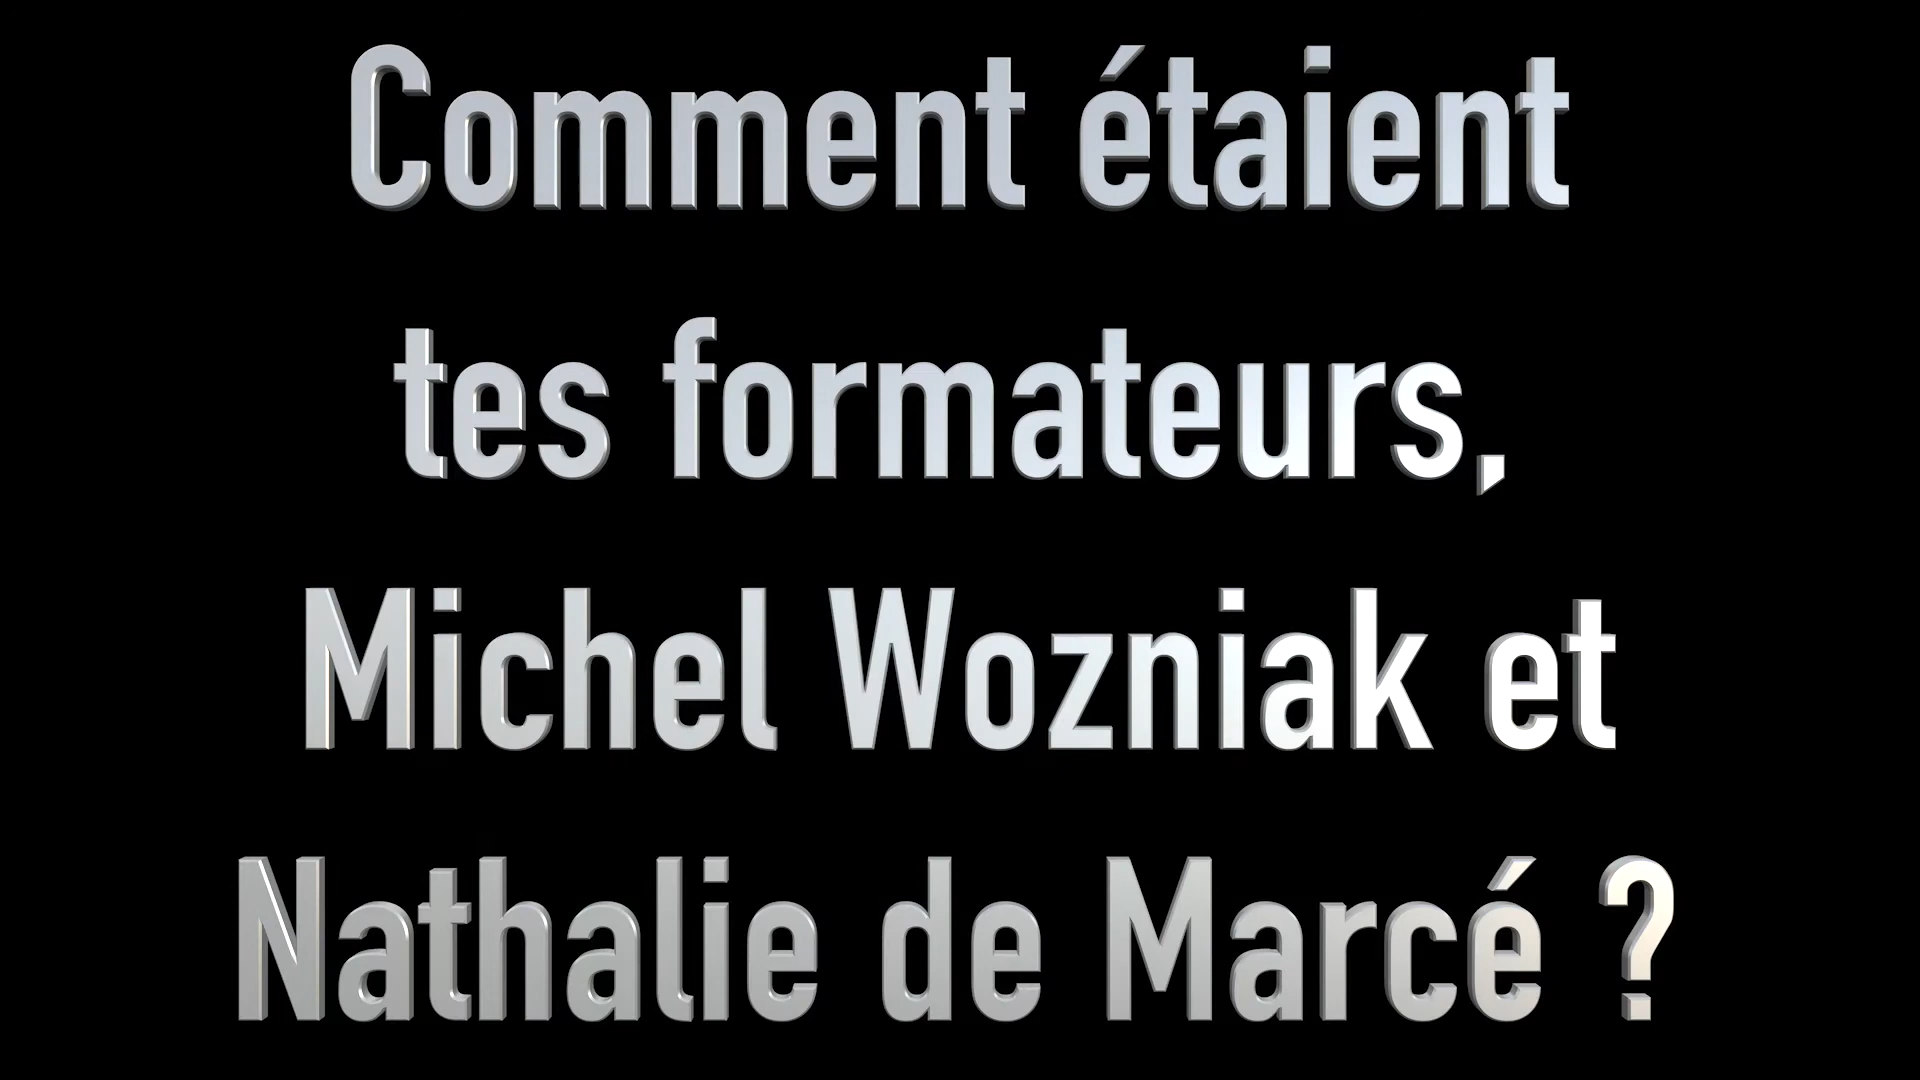 Comment étaient
tes formateurs,
Michel Wozniak et
Nathalie de Marcé ?